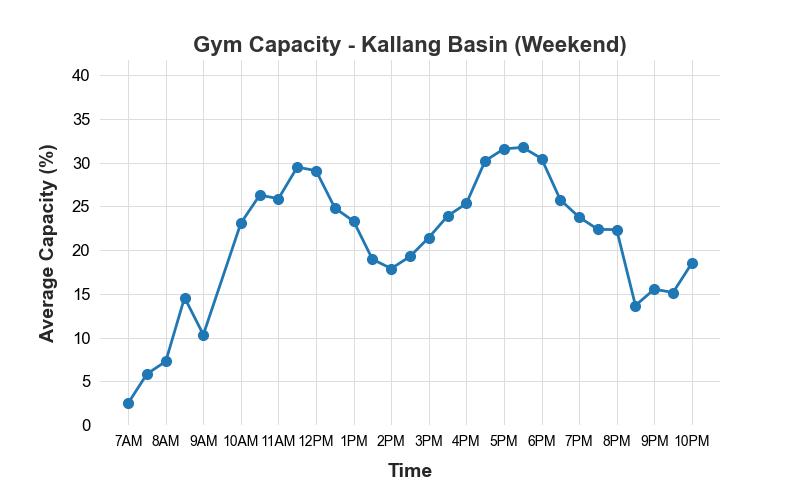 Gym Capacity - Kallang Basin (Weekend)
40
35
30
25
20
15
10
5
0
Average Capacity (%)
7AM 8AM 9AM 10AM 11AM 12PM 1PM 2PM 3PM 4PM 5PM 6PM 7PM 8PM 9PM 10PM
Time